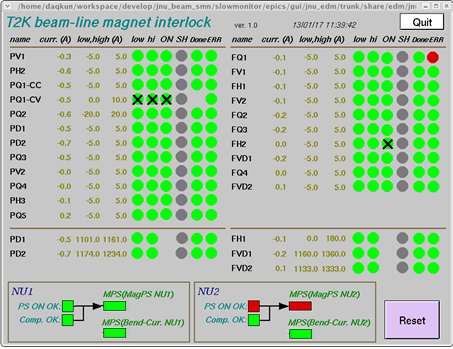 /home/daqkun/workspace/develop/jnu_beam_smn/epics/gui/jnu_edm/trunk/share/edm/jnu
T2K beam-line magnet interlock
ver. 1.0
13/01/17 11:39:42
Quit
name curr. (A) low,high (A) low hi ON SH Done ERR
PV1 -0.3 -5.0 5.0
PH2 -0.6 -5.0 5.0
PQ1-CC -0.5 -5.0 5.0
PQ1-CV -0.5 0.0 10.0
PQ2 -0.6 -20.0 20.0
PD1 -0.5 -5.0 5.0
PD2 -0.7 -5.0 5.0
PQ3 -0.5 -5.0 5.0
PV2 -0.0 -5.0 5.0
PQ4 -0.0 -5.0 5.0
PH3 -0.1 -5.0 5.0
PQ5 0.2 -5.0 5.0
PD1 -0.5 1101.0 1161.0
PD2 -0.7 1174.0 1234.0
name curr. (A) low,high (A) low hi ON SH Done ERR
FQ1 -0.1 -5.0 5.0
FV1 -0.2 -5.0 5.0
FH1 -0.1 -5.0 5.0
FV2 -0.1 -5.0 5.0
FQ2 -0.2 -5.0 5.0
FQ3 -0.2 -5.0 5.0
FH2 -0.0 -5.0 5.0
FVD1 -0.2 -5.0 5.0
FQ4 -0.0 -5.0 5.0
FVD2 0.1 -5.0 5.0
FH1 -0.1 0.0 180.0
FVD1 -0.2 1160.0 1360.0
FVD2 0.1 1133.0 1333.0
NU1
MPS(MagPS NU1)
PS ON OK:
Comp. OK:
MPS(Bend-Cur. NU1)
NU2
MPS(MagPS NU2)
PS ON OK:
Comp. OK:
MPS(Bend-Cur. NU2)
Reset